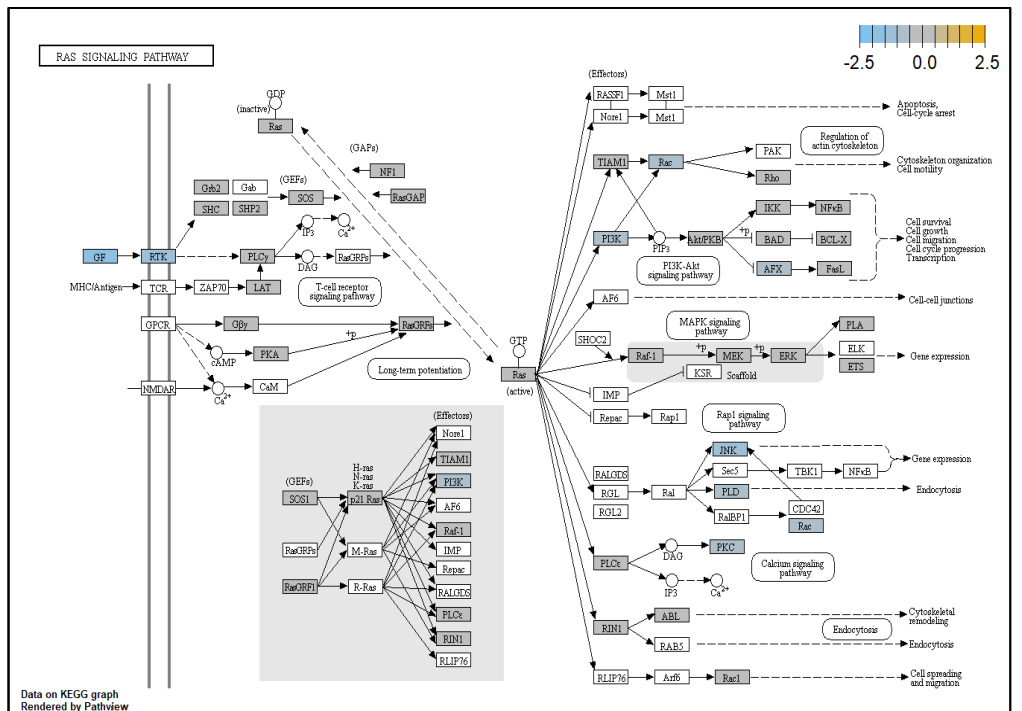 RAS SIGNALING PATHWAY
-2.5 0.0 2.5
GDP
(inactive)
Ras
(GAPs)
NF1
RasGAP
(GEFs)
Grb2 Gab
SOS
SHC SHP2
IP3 Ca2+
GF RTK PLCγ
DAG RasGRPs
MHC/Antigen TCR ZAP70 LAT
T-cell receptor
signaling pathway
GPCR Gβγ RasGRPs
+p
cAMP PKA
NMDAR Ca2+ CaM
Long-term potentiation
GTP
Ras
(active)
(Effectors)
RASSF1 Mst1
Nore1 Mst1
Apoptosis,
Cell-cycle arrest
Regulation of
actin cytoskeleton
TIAM1 Rac PAK
Rho
Cytoskeleton organization
Cell motility
IKK NFκB
PI3K PIP3 Akt/PKB +p BAD BCL-X
AFX FasL
PI3K-Akt
signaling pathway
Cell survival
Cell growth
Cell migration
Cell cycle progression
Transcription
AF6
Cell-cell junctions
MAPK signaling
pathway
SHOC2
Raf-1 +p MEK +p ERK
PLA
ELK
ETS
Gene expression
KSR Scaffold
IMP
Repac Rap1
Rap1 signaling
pathway
RALGDS
RGL
RGL2
Ral
JNK
Sec5 TBK1 NFκB
Gene expression
PLD
Endocytosis
RalBP1 CDC42
Rac
PLCε DAG PKC
IP3 Ca2+
Calcium signaling
pathway
RIN1 ABL
Cytoskeletal
remodeling
RAB5
Endocytosis
Endocytosis
RLIP76 Arf6 Rac1
Cell spreading
and migration
(Effectors)
Nore1
TIAM1
PI3K
AF6
Raf-1
IMP
Repac
RALGDS
PLCε
RIN1
RLIP76
H-ras
N-ras
K-ras
(GEFs)
SOS1 p21 Ras
RasGRPs M-Ras
RasGRF1 R-Ras
Data on KEGG graph
Rendered by Pathview